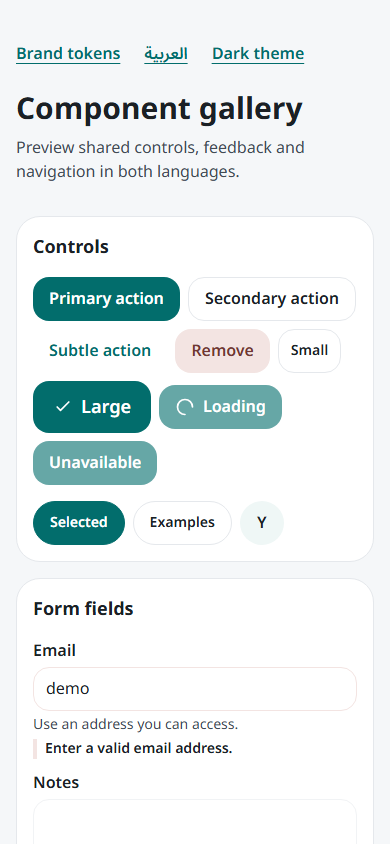 Brand tokens العربية Dark theme
Component gallery
Preview shared controls, feedback and
navigation in both languages.
Controls
Primary action Secondary action
Subtle action Remove Small
Large Loading
Unavailable
Selected Examples Y
Form fields
Email
demo
Use an address you can access.
Enter a valid email address.
Notes